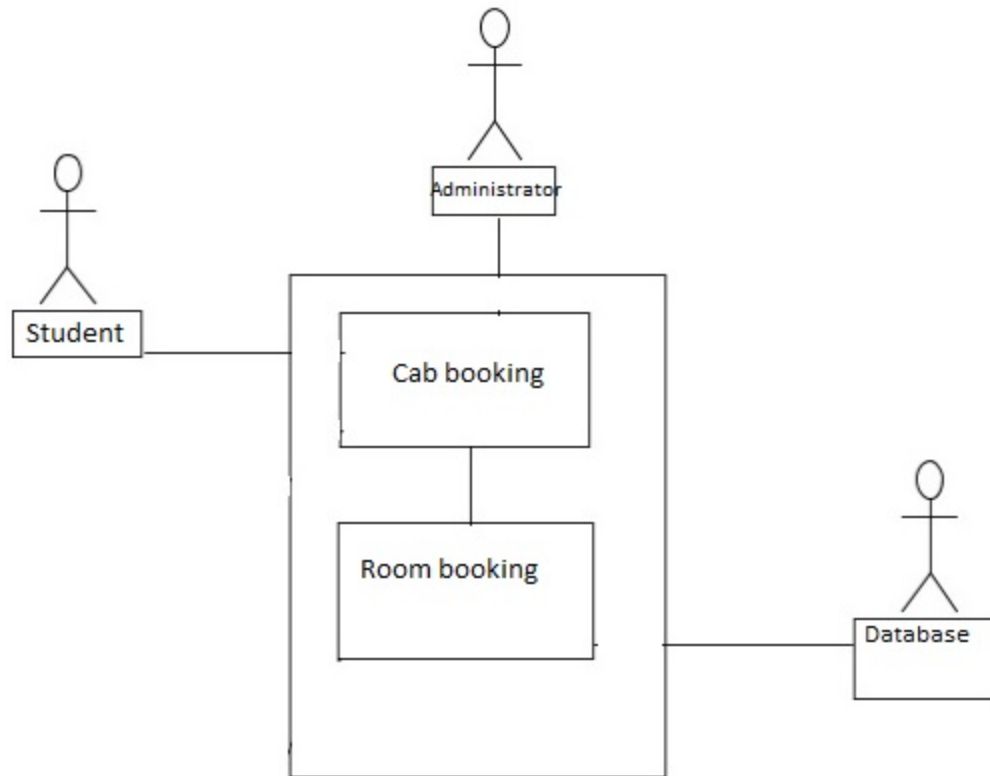 Administrator
Student
Cab booking
Room booking
Database